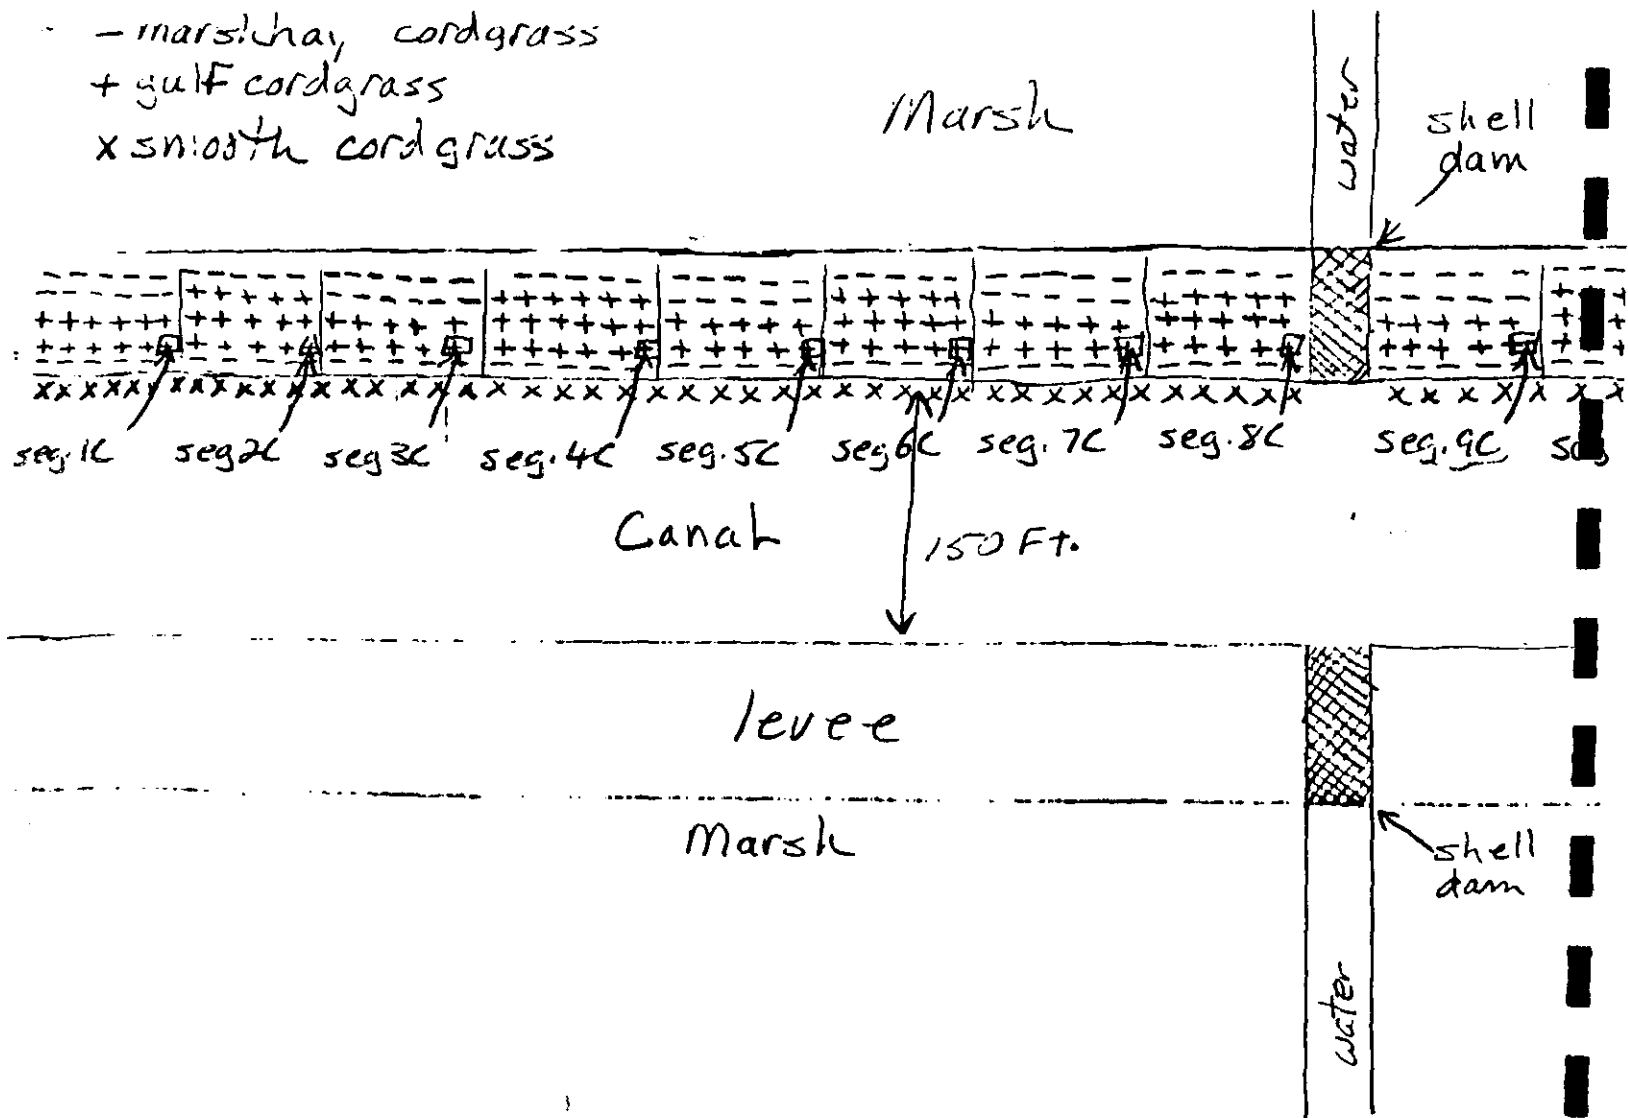 - marshhay cordgrass
+ gulf cordgrass
x smooth cordgrass
Marsh
water
shell
dam
seg. 1C seg 2C seg 3C seg. 4C seg. 5C seg 6C seg. 7C seg. 8C seg. 9C
Canal
150 Ft.
levee
Marsh
shell
dam
water